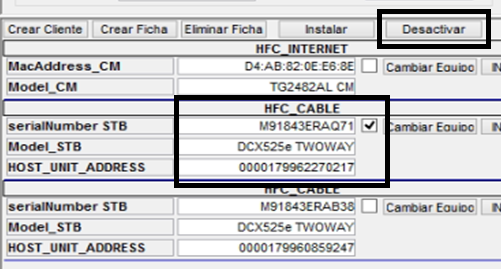 Crear Cliente Crear Ficha Eliminar Ficha Instalar Desactivar
HFC_INTERNET
MacAddress_CM D4:AB:82:0E:E6:8E Cambiar Equipo IN
Model_CM TG2482AL CM
HFC_CABLE
serialNumber STB M91843ERAQ71 Cambiar Equipo IN
Model_STB DCX525e TWOWAY
HOST_UNIT_ADDRESS 0000179962270217
HFC_CABLE
serialNumber STB M91843ERAB38 Cambiar Equipo IN
Model_STB DCX525e TWOWAY
HOST_UNIT_ADDRESS 0000179960859247